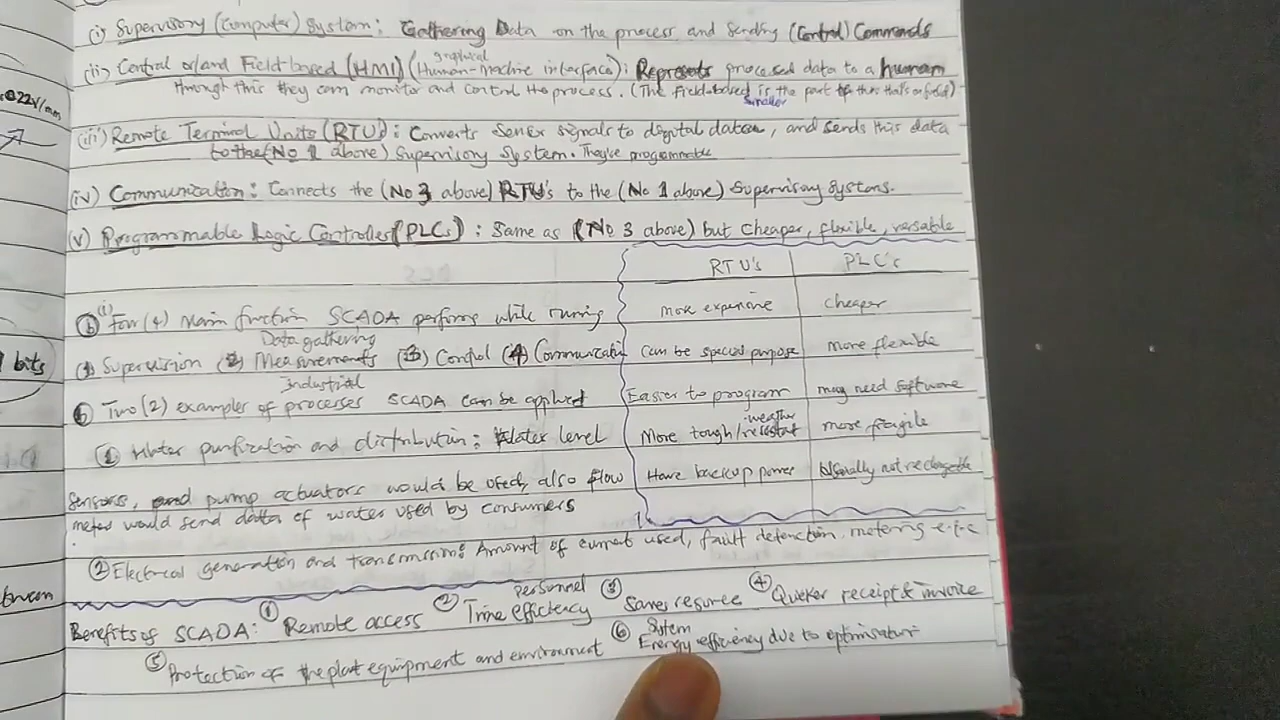 (i) Supervisory (Computer) System: Gathering Data on the process and sending (Control) Commands
(ii) Control or/and Field-based (HMI) (graphical Human-machine interface): Represents processed data to a human
through this they can monitor and control the process. (The Field-based is the part of that's on field)
smaller
r@22V/mm
(iii) Remote Terminal Units (RTU): Converts sensor signals to digital data, and sends this data
to the (No 1 above) Supervisory System. They're programmable
(iv) Communication: Connects the (No 3 above) RTU's to the (No 1 above) Supervisory Systems.
(v) Programmable Logic Controller (PLCs): Same as (No 3 above) but cheaper, flexible, versatile
RTU's PLC's
more expensive cheaper
Can be special purpose more flexible
Easier to program may need software
More tough/weather resistant more fragile
Have backup power Usually not rechargeable
(b) (i) Four (4) Main function SCADA performs while running
bits
(1) Supervision (2) Data gathering Measurements (3) Control (4) Communication
Two (2) examples of industrial processes SCADA can be applied
(1) Water purification and distribution: Water level
sensors, and pump actuators would be used, also flow
meter would send data of water used by consumers
(2) Electrical generation and transmission: Amount of current used, fault detection, metering e.t.c
Benefits of SCADA: (1) Remote access (2) Time personnel efficiency (3) Saves resource (4) Quicker receipt & invoice
(5) Protection of the plant equipment and environment (6) System Energy efficiency due to optimisation